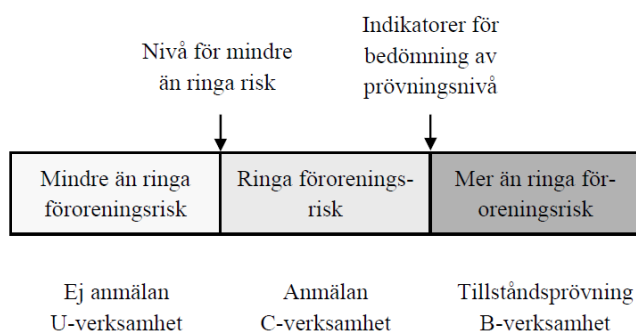 Nivå för mindre
än ringa risk
Indikatorer för
bedömning av
prövningsnivå
Mindre än ringa
föroreningsrisk
Ringa förorenings-
risk
Mer än ringa för-
oreningsrisk
Ej anmälan
U-verksamhet
Anmälan
C-verksamhet
Tillståndsprövning
B-verksamhet